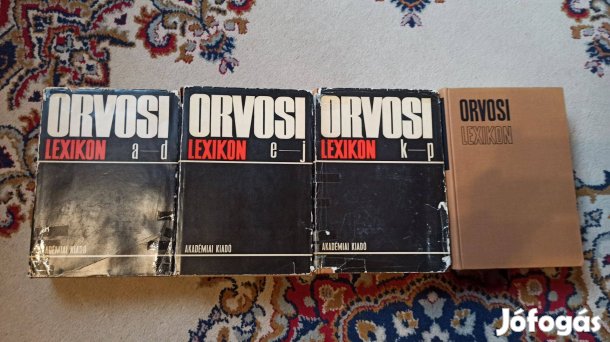 ORVOSI
LEXIKON a—d
AKADÉMIAI KIADÓ
ORVOSI
LEXIKON e—j
AKADÉMIAI KIADÓ
ORVOSI
LEXIKON k—p
AKADÉMIAI KIADÓ
ORVOSI
LEXIKON
Jófogás